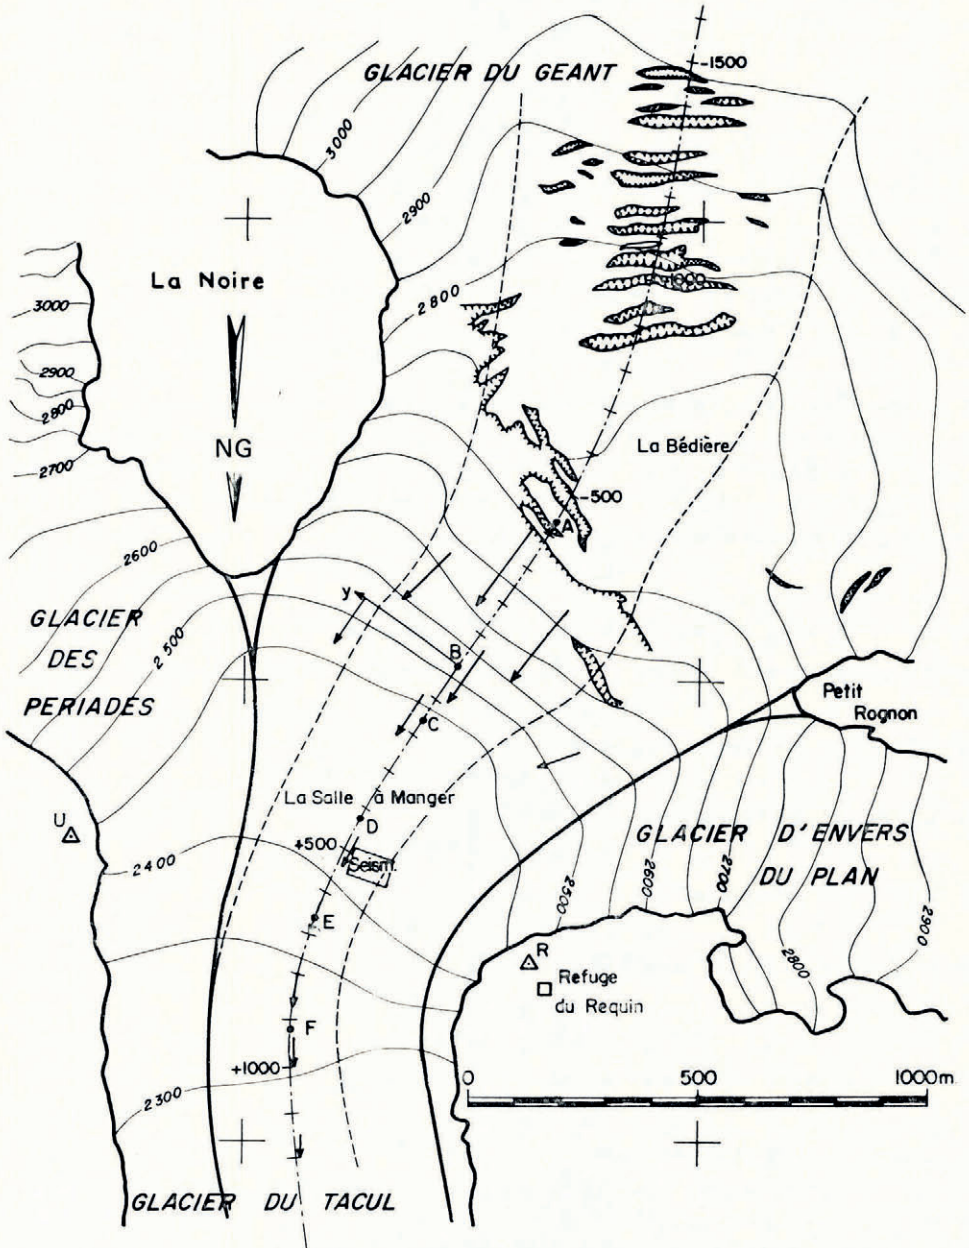 GLACIER DU GEANT
-1500
3000
2900
La Noire
1000
2800
3000
2900
2800
NG
La Bédière
2700
-500
A
2600
GLACIER
DES
PERIADES
2500
y
B
C
Petit
Rognon
La Salle à Manger
D
U
+500
Seism.
GLACIER D'ENVERS
DU PLAN
2400
2500
2600
2700
2800
2900
E
R
Refuge
du Requin
F
+1000
0 500 1000m
2300
GLACIER DU TACUL